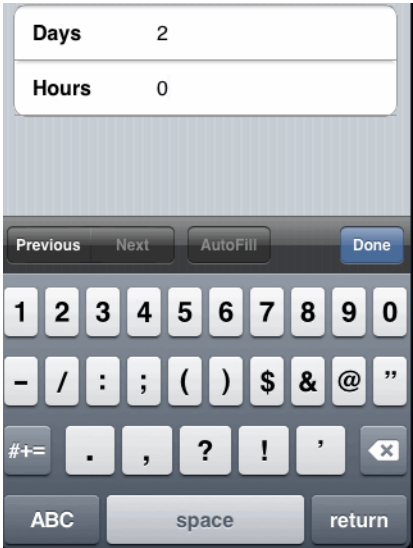 Days 2
Hours 0
Previous Next AutoFill Done
1 2 3 4 5 6 7 8 9 0
- / : ; ( ) $ & @ ”
#+= . , ? ! ’
ABC space return